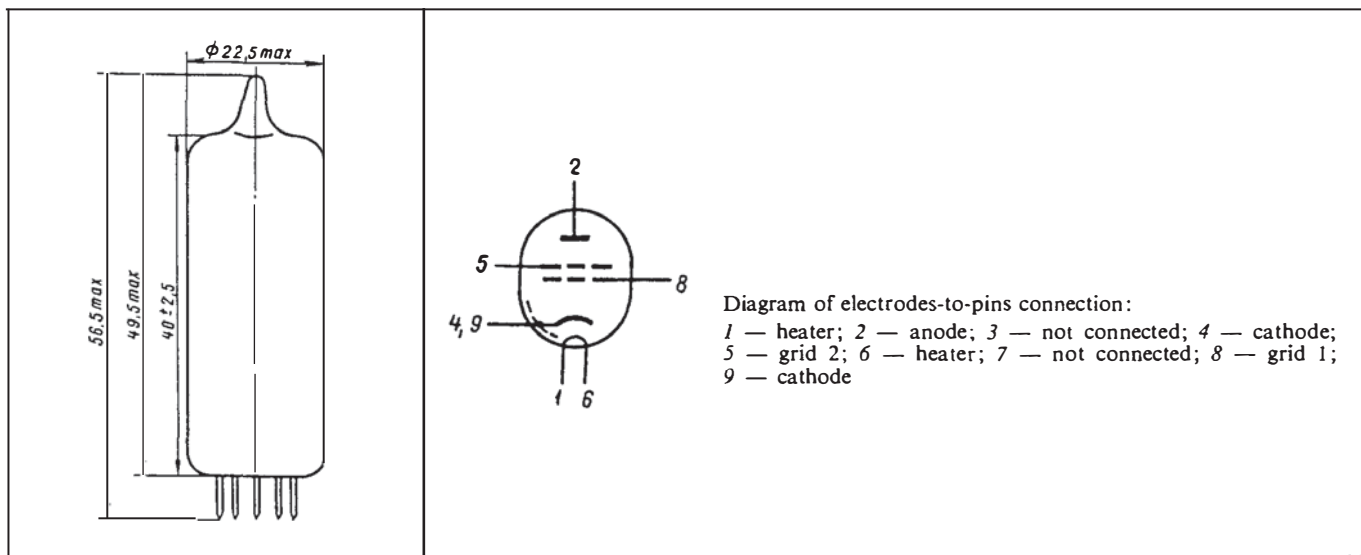 ϕ22,5max
56,5max
49,5max
40±2,5
2
5
8
4,9
1 6
Diagram of electrodes-to-pins connection:
1 — heater; 2 — anode; 3 — not connected; 4 — cathode;
5 — grid 2; 6 — heater; 7 — not connected; 8 — grid 1;
9 — cathode